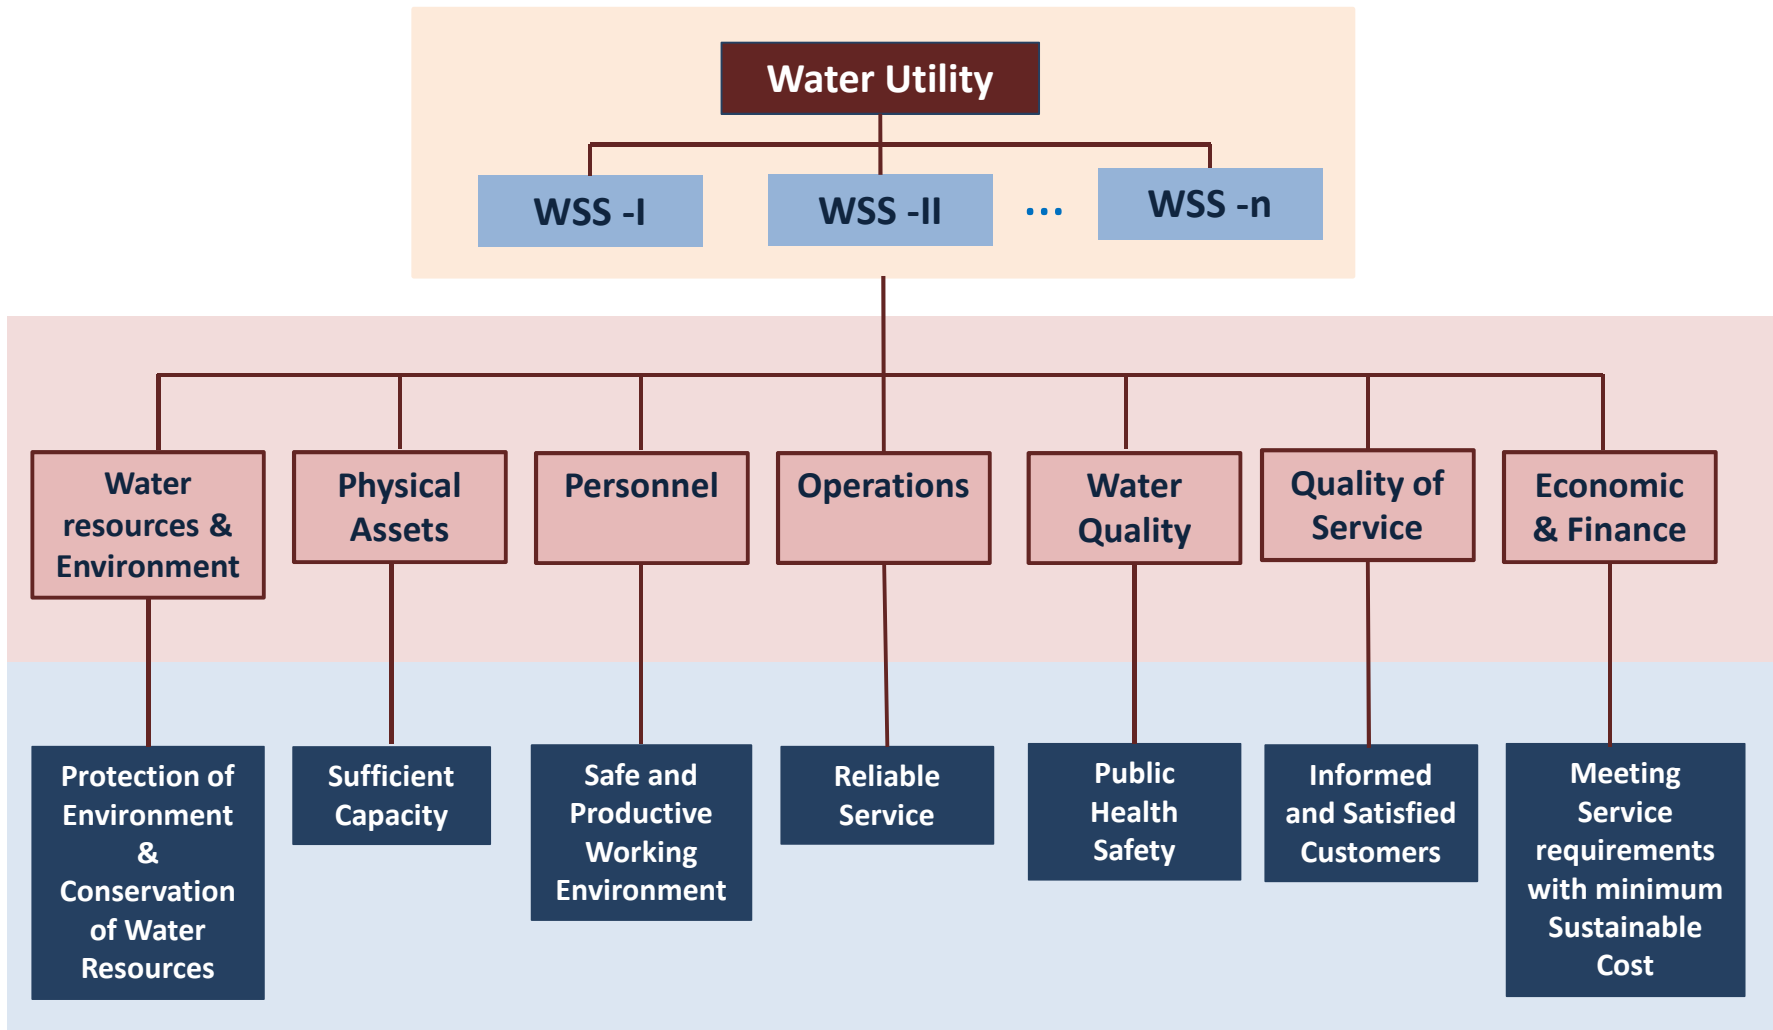 Water Utility
WSS -I
WSS -II
...
WSS -n
Water
resources &
Environment
Physical
Assets
Personnel
Operations
Water
Quality
Quality of
Service
Economic
& Finance
Protection of
Environment
&
Conservation
of Water
Resources
Sufficient
Capacity
Safe and
Productive
Working
Environment
Reliable
Service
Public
Health
Safety
Informed
and Satisfied
Customers
Meeting
Service
requirements
with minimum
Sustainable
Cost